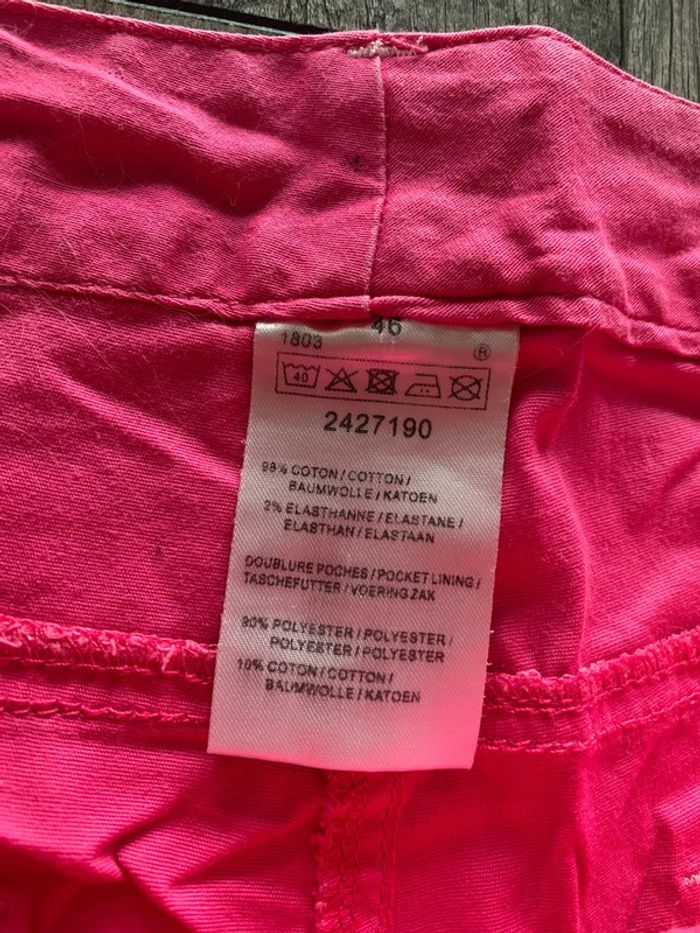 46
1803 ®
40
2427190
98% COTON/COTTON/
BAUMWOLLE/KATOEN
2% ELASTHANNE/ELASTANE/
ELASTHAN/ELASTAAN
DOUBLURE POCHES/POCKET LINING/
TASCHEFUTTER/VOERING ZAK
90% POLYESTER/POLYESTER/
POLYESTER/POLYESTER
10% COTON/COTTON/
BAUMWOLLE/KATOEN